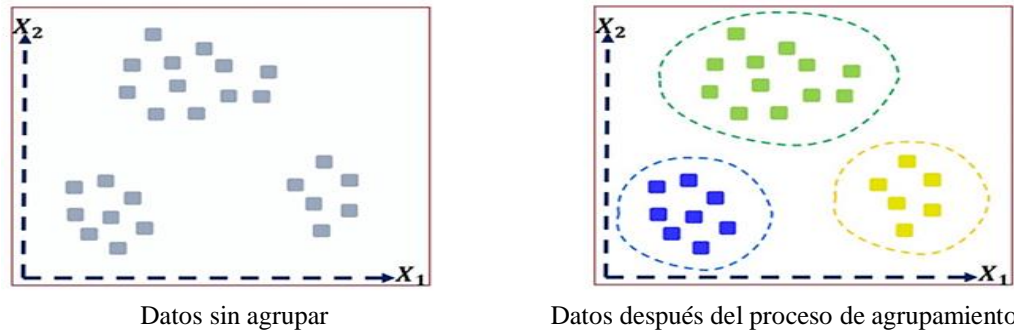 X₂
X₁
X₂
X₁
Datos sin agrupar
Datos después del proceso de agrupamiento